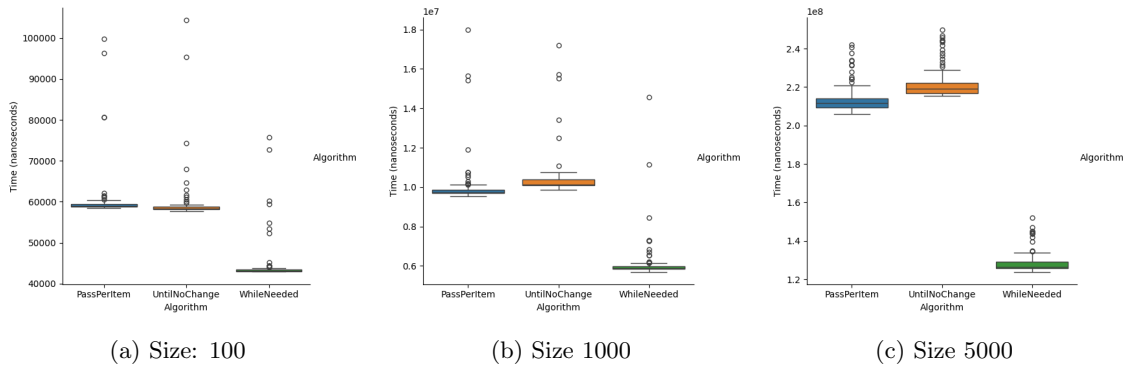 Time (nanoseconds)
100000
90000
80000
70000
60000
50000
40000
PassPerItem UntilNoChange WhileNeeded
Algorithm
Algorithm
(a) Size: 100
1e7
Time (nanoseconds)
1.8
1.6
1.4
1.2
1.0
0.8
0.6
PassPerItem UntilNoChange WhileNeeded
Algorithm
Algorithm
(b) Size 1000
1e8
Time (nanoseconds)
2.4
2.2
2.0
1.8
1.6
1.4
1.2
PassPerItem UntilNoChange WhileNeeded
Algorithm
Algorithm
(c) Size 5000